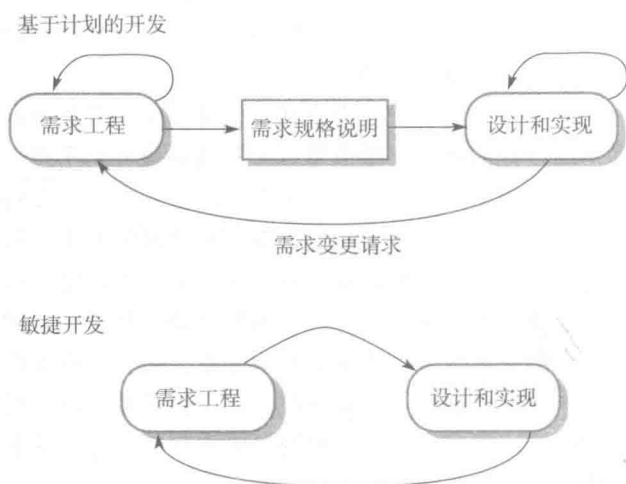 基于计划的开发
需求工程
需求规格说明
设计和实现
需求变更请求
敏捷开发
需求工程
设计和实现